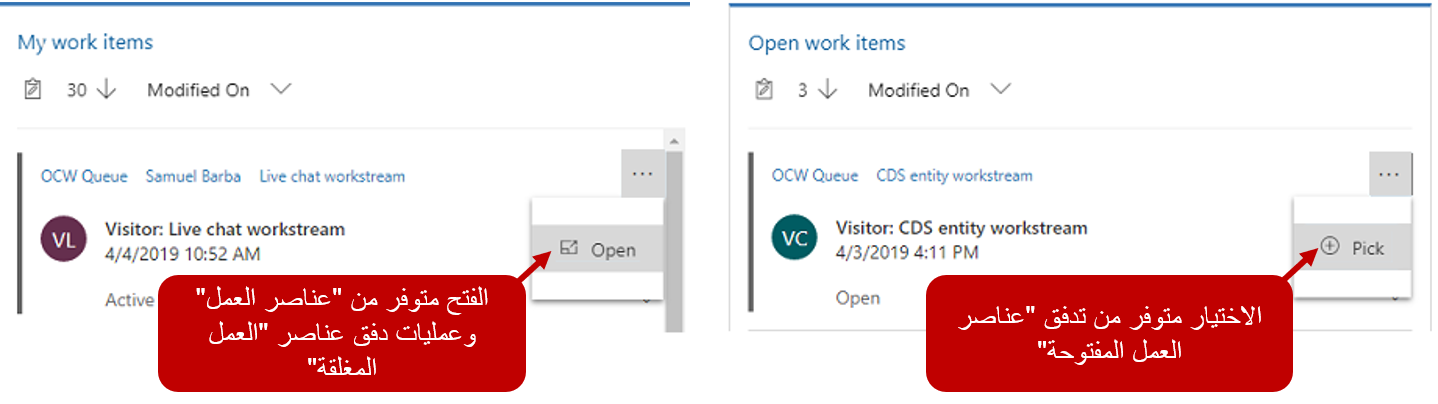 My work items
30 Modified On
OCW Queue Samuel Barba Live chat workstream
...
VL
Visitor: Live chat workstream
4/4/2019 10:52 AM
Open
Active
الفتح متوفر من "عناصر العمل"
وعمليات دفق عناصر "العمل
المغلقة"
Open work items
3 Modified On
OCW Queue CDS entity workstream
...
VC
Visitor: CDS entity workstream
4/3/2019 4:11 PM
Pick
Open
الاختيار متوفر من تدفق "عناصر
العمل المفتوحة"